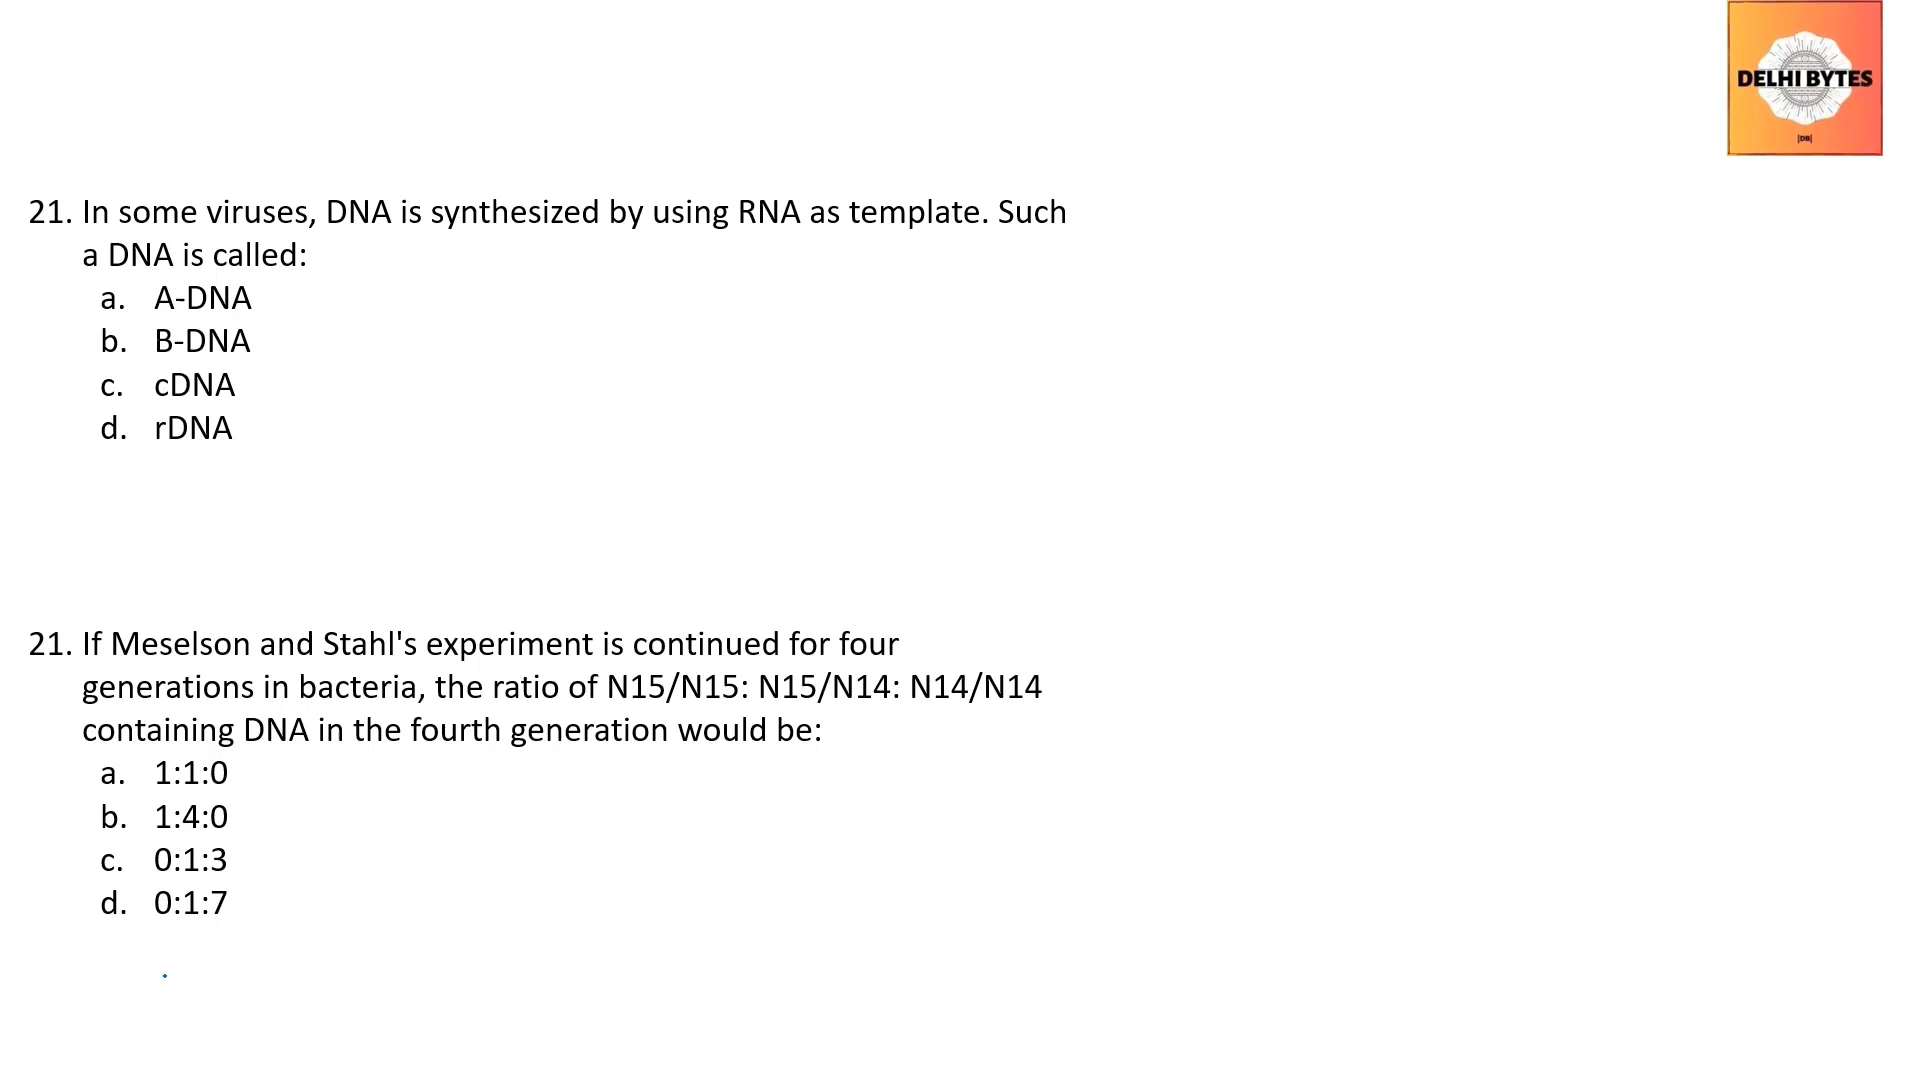 DELHI BYTES
|DB|
21. In some viruses, DNA is synthesized by using RNA as template. Such
a DNA is called:
a. A-DNA
b. B-DNA
c. cDNA
d. rDNA
21. If Meselson and Stahl's experiment is continued for four
generations in bacteria, the ratio of N15/N15: N15/N14: N14/N14
containing DNA in the fourth generation would be:
a. 1:1:0
b. 1:4:0
c. 0:1:3
d. 0:1:7